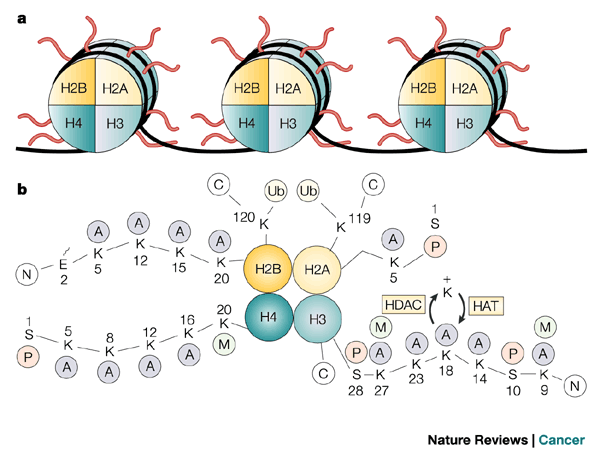 a
H2B H2A H2B H2A H2B H2A
H4 H3 H4 H3 H4 H3
b
C Ub Ub C
120 K K 119
1
S
P
A A A A A
N E K K K K K
2 5 12 15 20 5
H2B H2A
H4 H3
1
S
P
5 8 12 16 20
K K K K K
A A A A M
C
+
K
HDAC HAT
M M
P A A A A P A
S K K K K S K N
28 27 23 18 14 10 9
Nature Reviews | Cancer